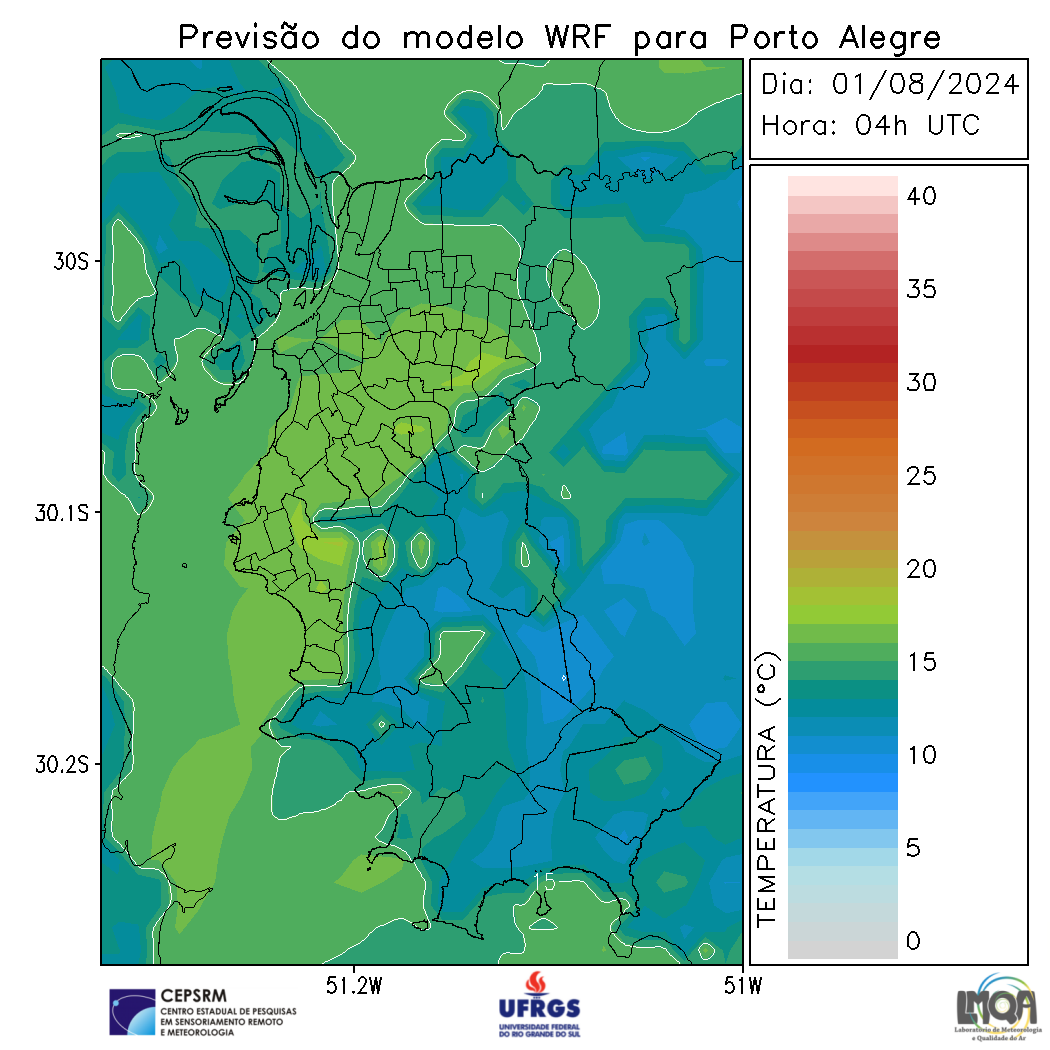 Previsão do modelo WRF para Porto Alegre
Dia: 01/08/2024
Hora: 04h UTC
40
35
30
25
20
15
10
5
0
TEMPERATURA (°C)
30S
30.1S
30.2S
15
51.2W
51W
CEPSRM
CENTRO ESTADUAL DE PESQUISAS
EM SENSORIAMENTO REMOTO
E METEOROLOGIA
UFRGS
UNIVERSIDADE FEDERAL
DO RIO GRANDE DO SUL
LMQA
Laboratório de Meteorologia
e Qualidade do Ar